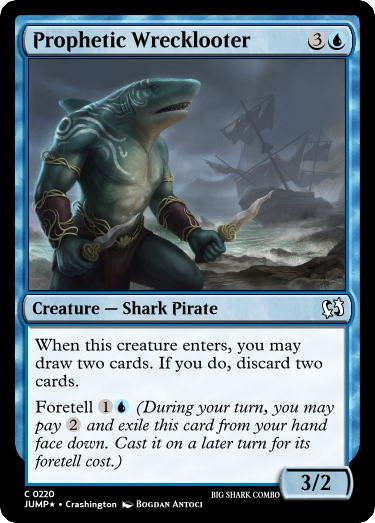 Prophetic Wrecklooter 3
Creature — Shark Pirate
When this creature enters, you may
draw two cards. If you do, discard two
cards.
Foretell 1 (During your turn, you may
pay 2 and exile this card from your hand
face down. Cast it on a later turn for its
foretell cost.)
3/2
C 0220
BIG SHARK COMBO
JUMP★ • Crashington Bogdan Antoci